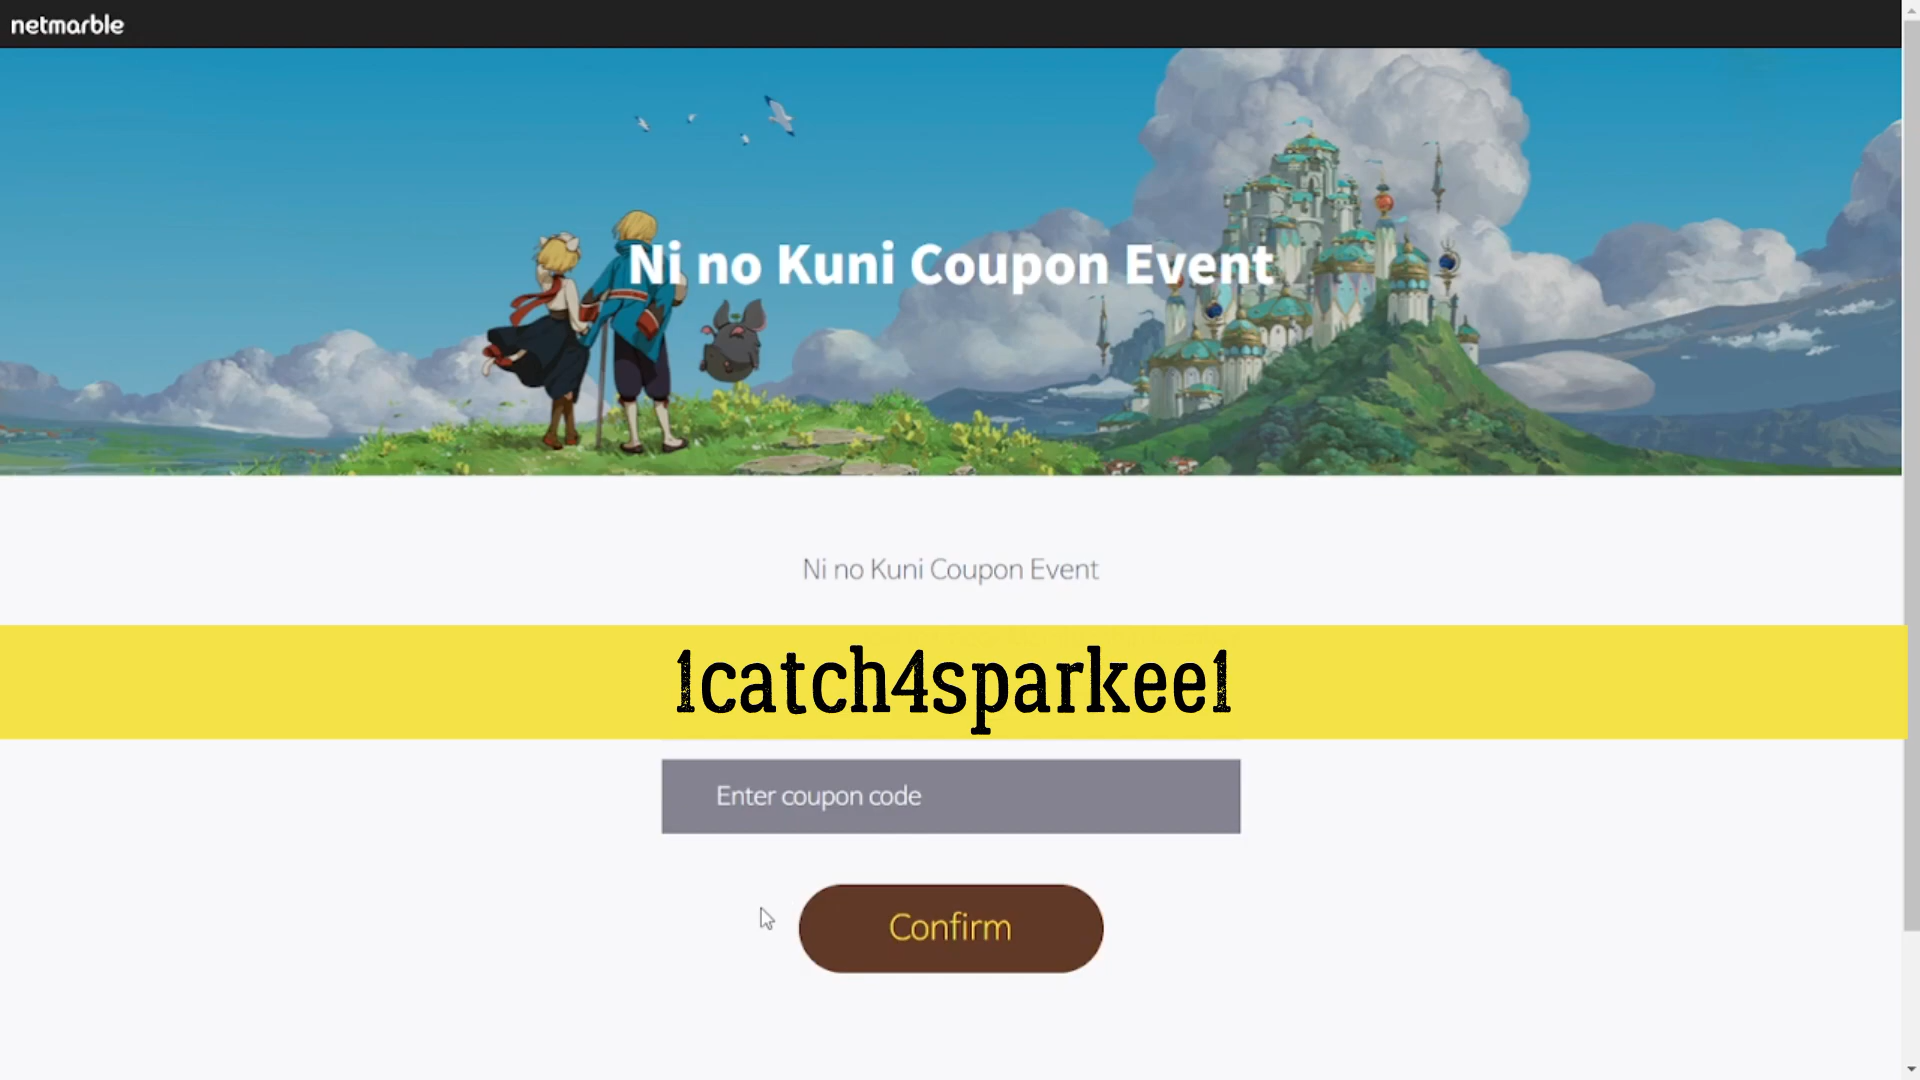 netmarble
Ni no Kuni Coupon Event
Ni no Kuni Coupon Event
1catch4sparkee1
Enter coupon code
Confirm